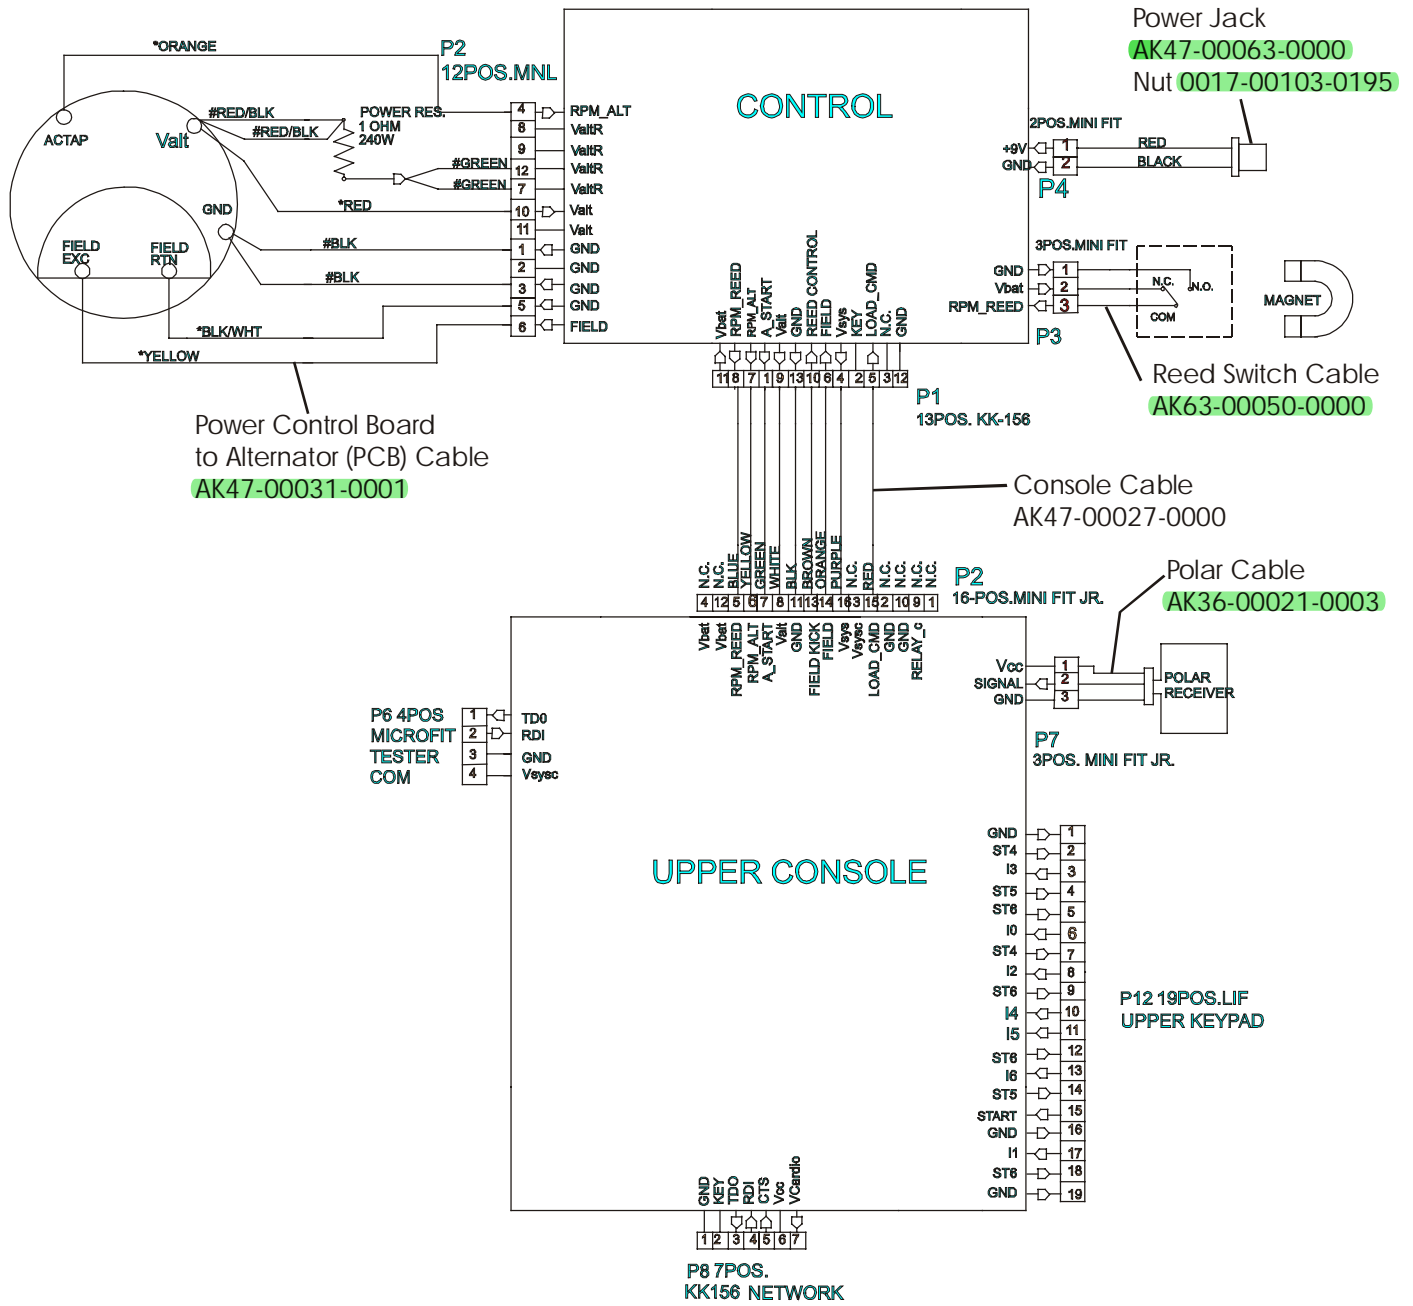 Power Jack
AK47-00063-0000
Nut 0017-00103-0195
*ORANGE
P2
12POS.MNL
CONTROL
ACTAP
Valt
#RED/BLK
#RED/BLK
POWER RES.
1 OHM
240W
#GREEN
#GREEN
*RED
GND
#BLK
#BLK
FIELD
EXC
FIELD
RTN
*BLK/WHT
*YELLOW
4 RPM_ALT
8 ValtR
9 ValtR
12 ValtR
7 ValtR
10 Valt
11 Valt
1 GND
2 GND
3 GND
5 GND
6 FIELD
2POS.MINI FIT
+9V 1 RED
GND 2 BLACK
P4
3POS.MINI FIT
GND 1
Vbat 2
RPM_REED 3
P3
N.C.
N.O.
COM
MAGNET
Reed Switch Cable
AK63-00050-0000
Power Control Board
to Alternator (PCB) Cable
AK47-00031-0001
Vbat
RPM_REED
RPM_ALT
A_START
Valt
GND
REED CONTROL
FIELD
Vsys
KEY
LOAD_CMD
N.C.
GND
11 8 7 1 9 13 10 6 4 2 5 3 12
P1
13POS. KK-156
Console Cable
AK47-00027-0000
N.C.
N.C.
BLUE
YELLOW
GREEN
WHITE
BLK
BROWN
ORANGE
PURPLE
N.C.
RED
N.C.
N.C.
N.C.
N.C.
4 12 5 6 7 8 11 13 14 16 3 15 2 10 9 1
P2
16-POS.MINI FIT JR.
Vbat
Vbat
RPM_REED
RPM_ALT
A_START
Valt
GND
FIELD KICK
FIELD
Vsys
Vsysc
LOAD_CMD
GND
GND
RELAY_c
Polar Cable
AK36-00021-0003
Vcc 1
SIGNAL 2
GND 3
POLAR
RECEIVER
P7
3POS. MINI FIT JR.
P6 4POS
MICROFIT
TESTER
COM
1 TD0
2 RDI
3 GND
4 Vsysc
UPPER CONSOLE
GND 1
ST4 2
I3 3
ST5 4
ST6 5
I0 6
ST4 7
I2 8
ST6 9
I4 10
I5 11
ST6 12
I6 13
ST5 14
START 15
GND 16
I1 17
ST6 18
GND 19
P12 19POS.LIF
UPPER KEYPAD
GND
KEY
TDO
RDI
CTS
Vcc
VCardio
1 2 3 4 5 6 7
P8 7POS.
KK156 NETWORK